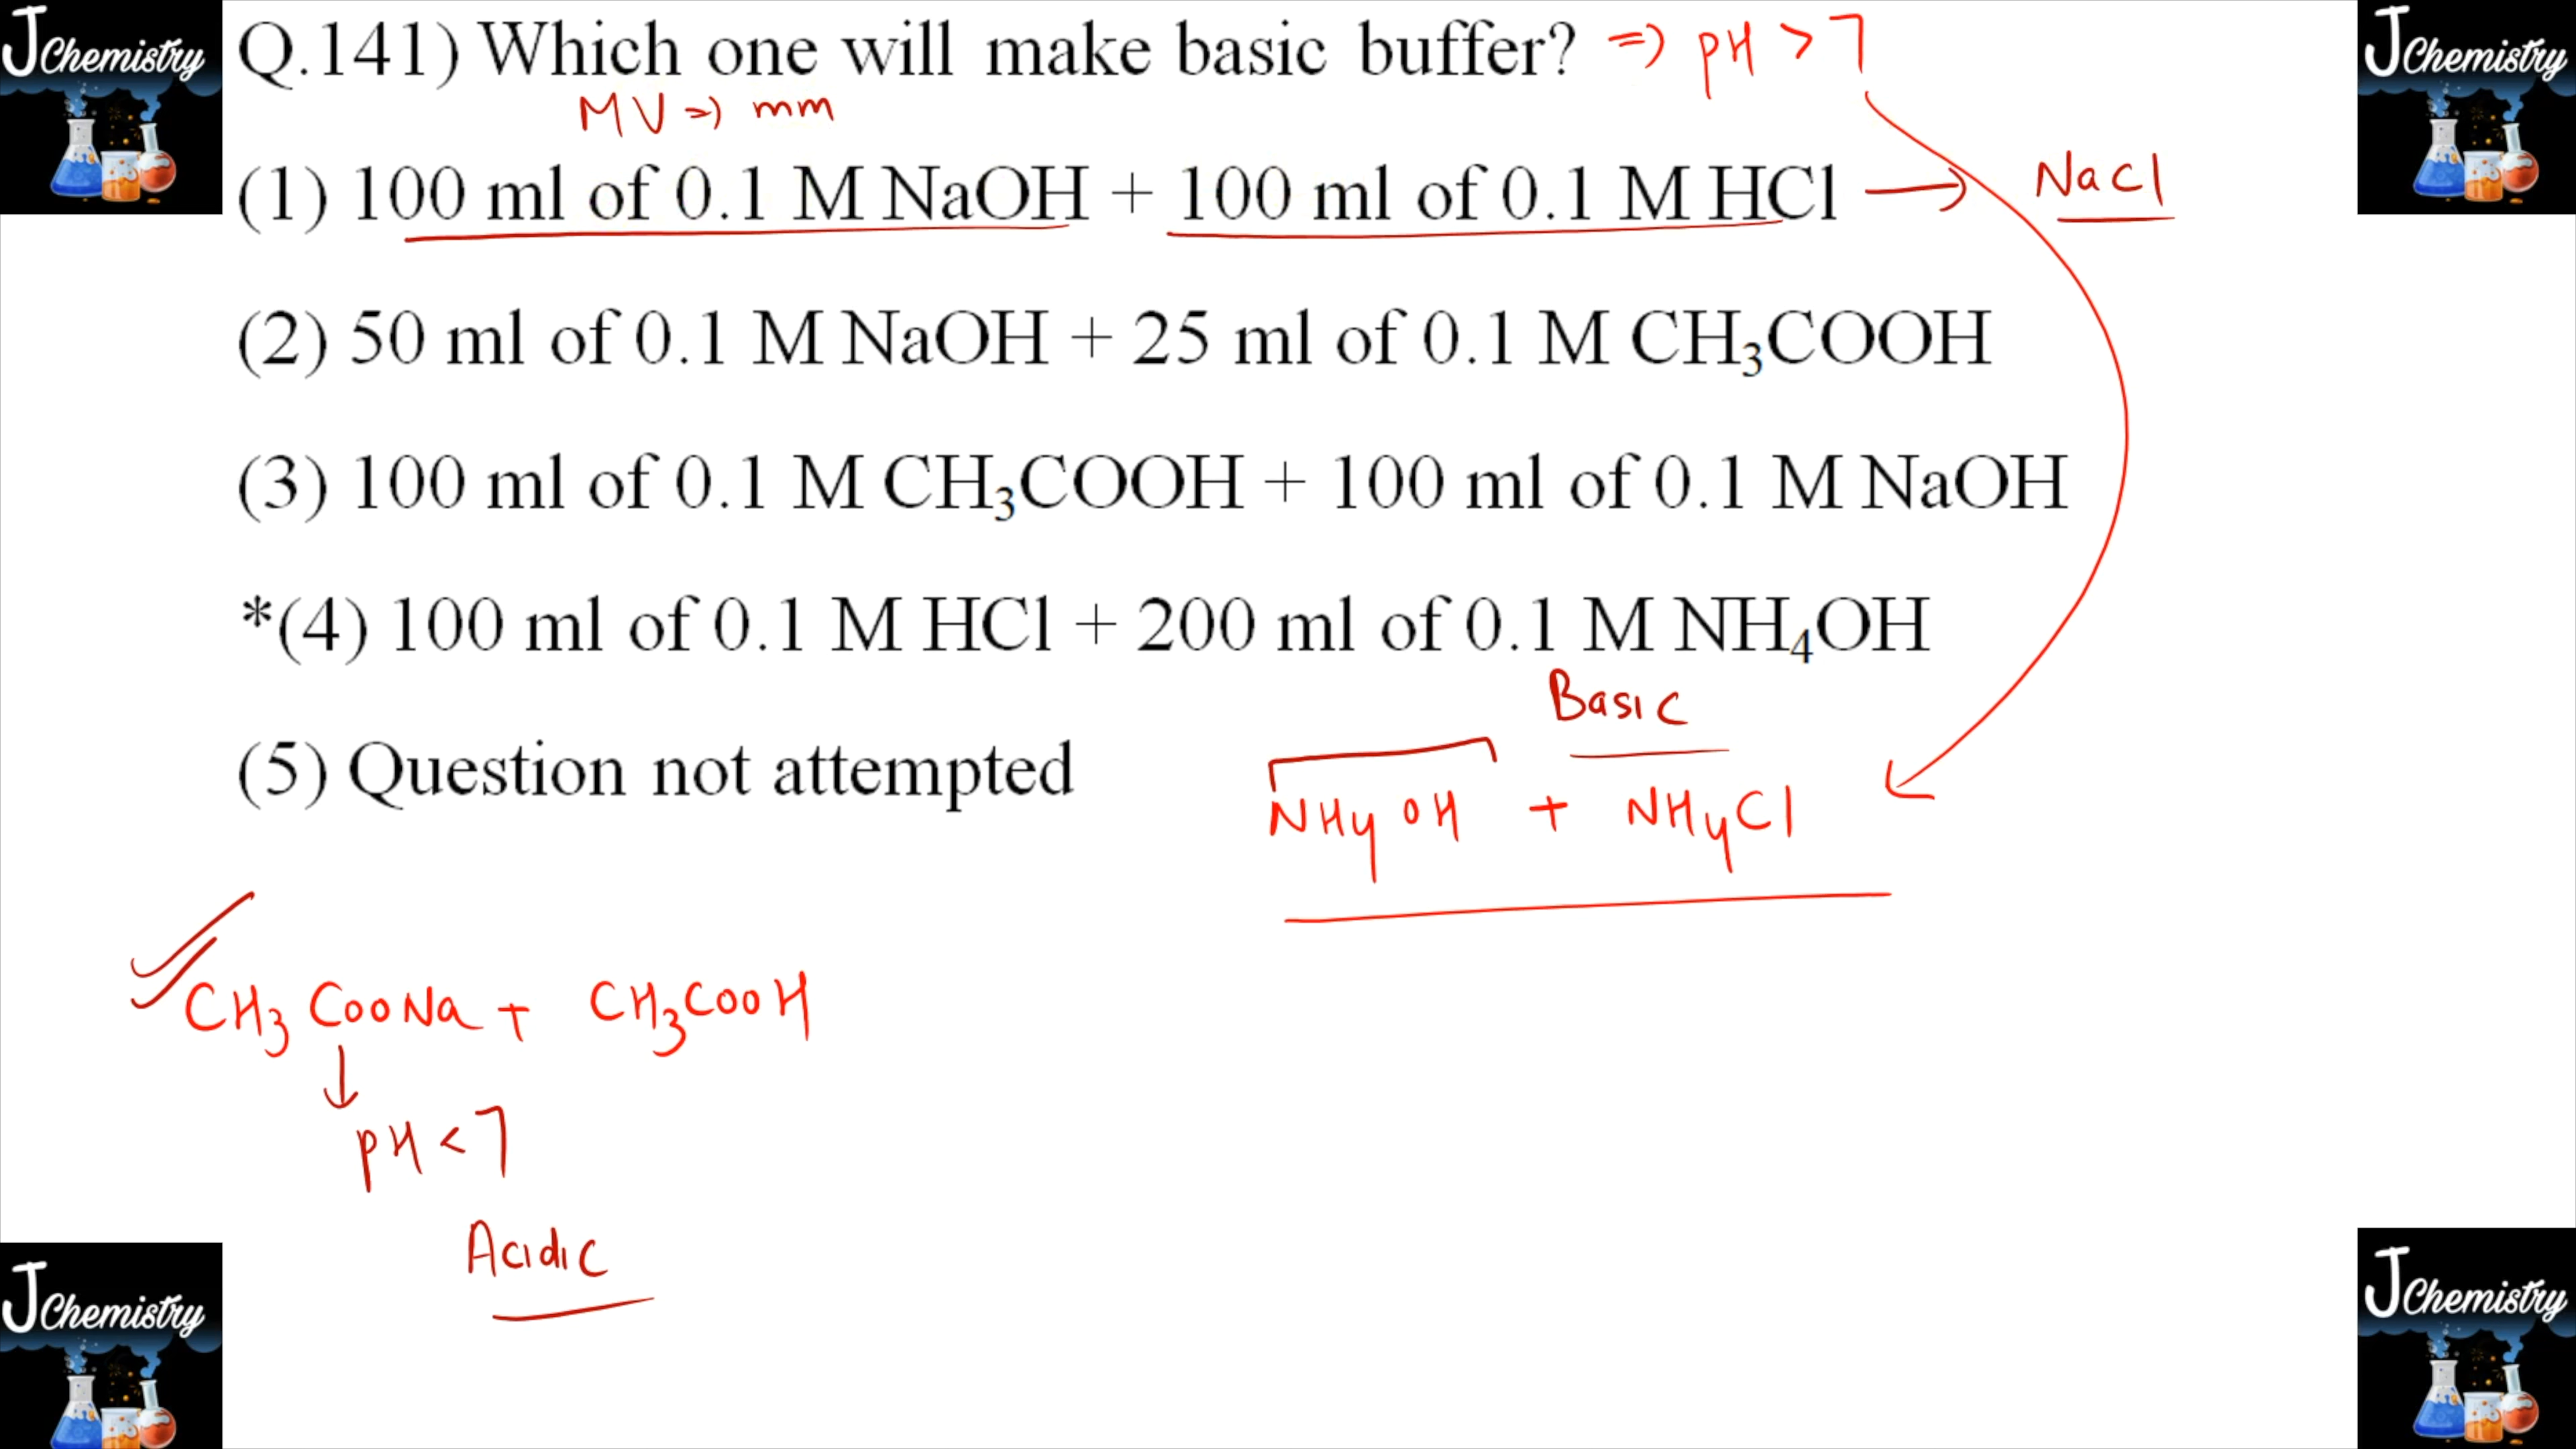 J Chemistry
J Chemistry
Q.141) Which one will make basic buffer? ⇒ pH > 7
MV ⇒ mm
(1) 100 ml of 0.1 M NaOH + 100 ml of 0.1 M HCl → NaCl
(2) 50 ml of 0.1 M NaOH + 25 ml of 0.1 M CH₃COOH
(3) 100 ml of 0.1 M CH₃COOH + 100 ml of 0.1 M NaOH
*(4) 100 ml of 0.1 M HCl + 200 ml of 0.1 M NH₄OH
Basic
(5) Question not attempted
NH₄OH + NH₄Cl
CH₃COONa + CH₃COOH
↓
pH < 7
Acidic
J Chemistry
J Chemistry